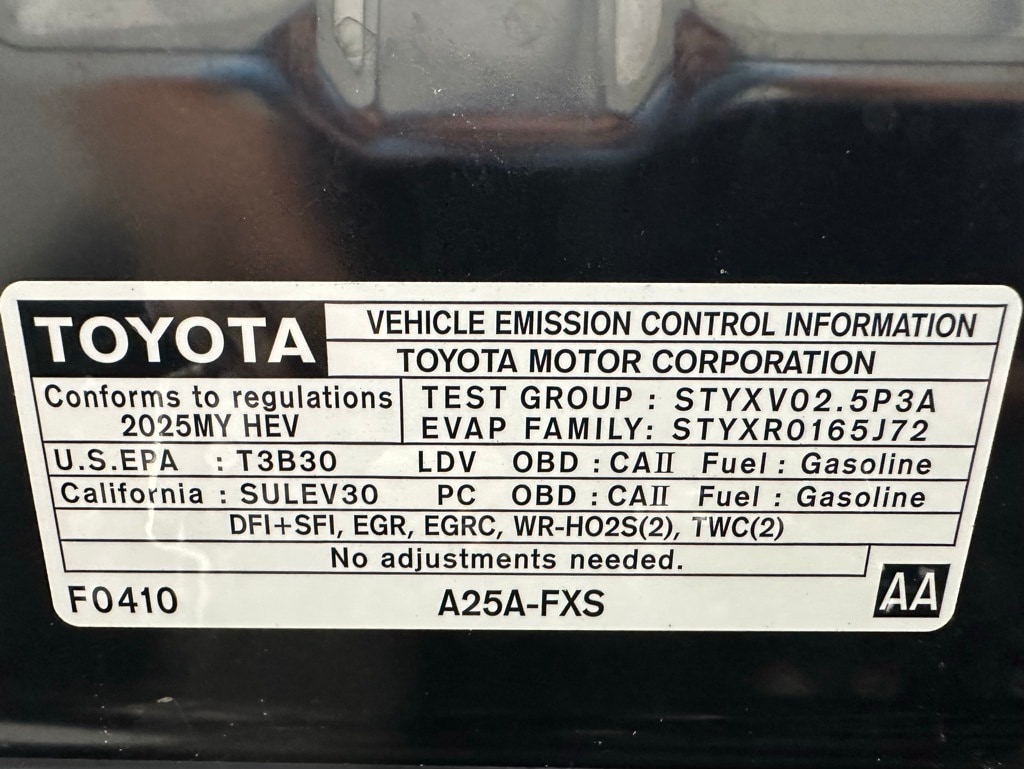 TOYOTA
VEHICLE EMISSION CONTROL INFORMATION
TOYOTA MOTOR CORPORATION
Conforms to regulations
2025MY HEV
TEST GROUP : STYXV02.5P3A
EVAP FAMILY: STYXR0165J72
U.S.EPA : T3B30 LDV OBD : CAII Fuel : Gasoline
California : SULEV30 PC OBD : CAII Fuel : Gasoline
DFI+SFI, EGR, EGRC, WR-HO2S(2), TWC(2)
No adjustments needed.
F0410 A25A-FXS AA